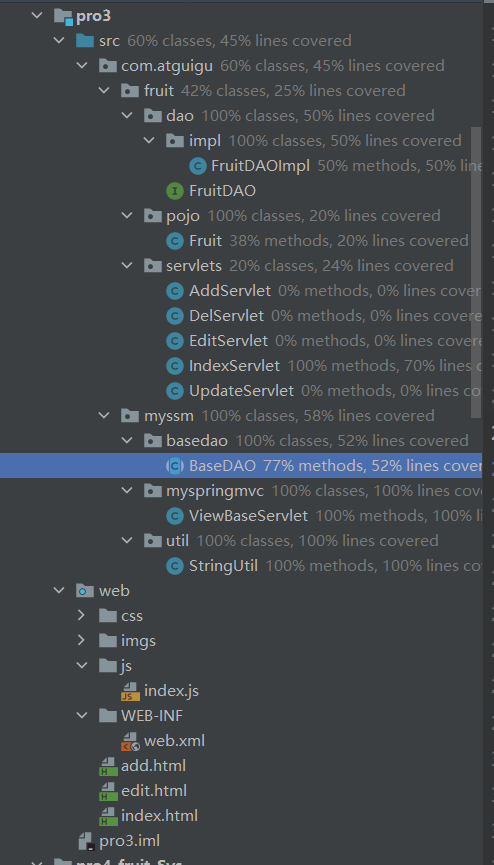 pro3
src 60% classes, 45% lines covered
com.atguigu 60% classes, 45% lines covered
fruit 42% classes, 25% lines covered
dao 100% classes, 50% lines covered
impl 100% classes, 50% lines covered
FruitDAOImpl 50% methods, 50% line
FruitDAO
pojo 100% classes, 20% lines covered
Fruit 38% methods, 20% lines covered
servlets 20% classes, 24% lines covered
AddServlet 0% methods, 0% lines cover
DelServlet 0% methods, 0% lines covere
EditServlet 0% methods, 0% lines covere
IndexServlet 100% methods, 70% lines c
UpdateServlet 0% methods, 0% lines co
myssm 100% classes, 58% lines covered
basedao 100% classes, 52% lines covered
BaseDAO 77% methods, 52% lines cover
myspringmvc 100% classes, 100% lines covered
ViewBaseServlet 100% methods, 100% l
util 100% classes, 100% lines covered
StringUtil 100% methods, 100% lines co
web
css
imgs
js
index.js
WEB-INF
web.xml
add.html
edit.html
index.html
pro3.iml
pro4_fruit_Sys